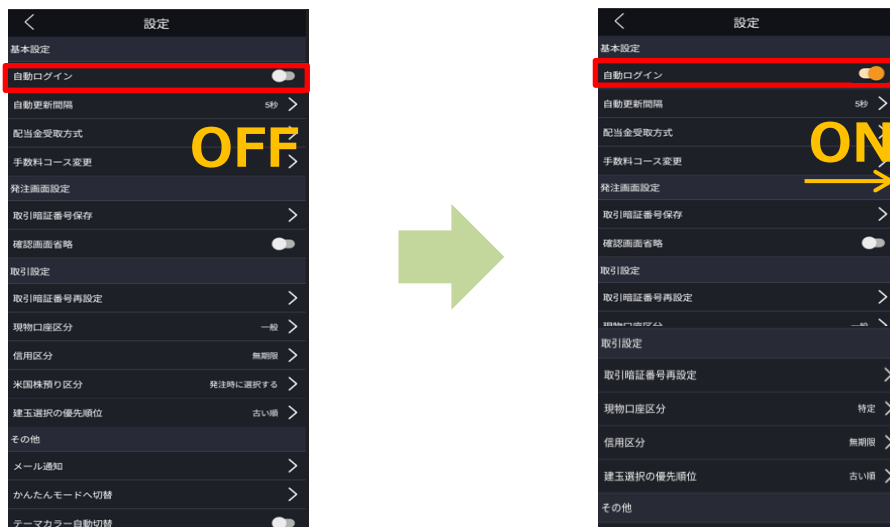 設定
基本設定
自動ログイン
自動更新間隔 5秒
配当金受取方式
OFF
手数料コース変更
発注画面設定
取引暗証番号保存
確認画面省略
取引設定
取引暗証番号再設定
現物口座区分 一般
信用区分 無期限
米国株預り区分 発注時に選択する
建玉選択の優先順位 古い順
その他
メール通知
かんたんモードへ切替
テーマカラー自動切替
設定
基本設定
自動ログイン
自動更新間隔 5秒
配当金受取方式
ON
手数料コース変更
発注画面設定
取引暗証番号保存
確認画面省略
取引設定
取引暗証番号再設定
現物口座区分 一般
取引設定
取引暗証番号再設定
現物口座区分 特定
信用区分 無期限
建玉選択の優先順位 古い順
その他